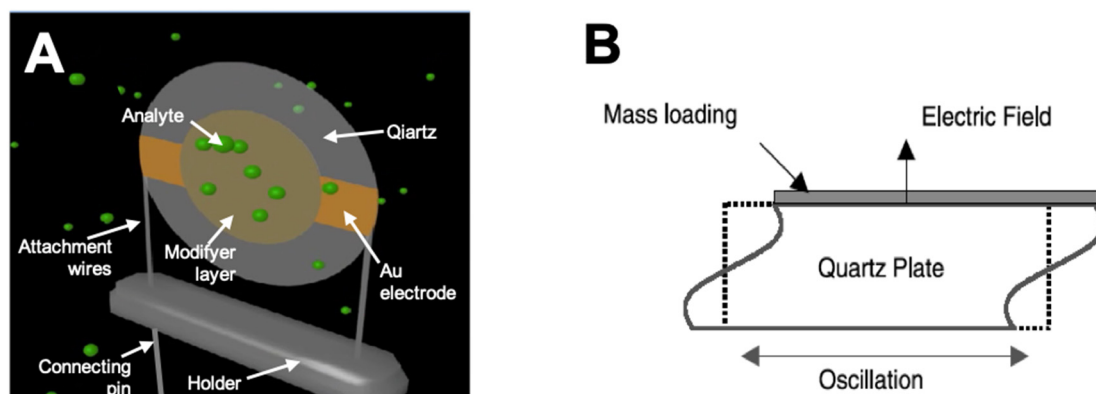 A
Analyte
Qiartz
Attachment
wires
Modifyer
layer
Au
electrode
Connecting
pin
Holder
B
Mass loading
Electric Field
Quartz Plate
Oscillation